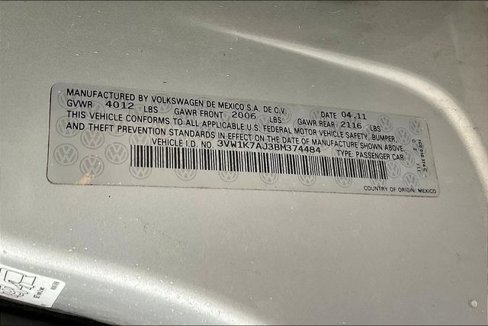 MANUFACTURED BY VOLKSWAGEN DE MEXICO S.A. DE C.V. DATE 04.11
GVWR 4012 LBS GAWR FRONT 2006 LBS GAWR REAR 2116 LBS
THIS VEHICLE CONFORMS TO ALL APPLICABLE U.S. FEDERAL MOTOR VEHICLE SAFETY, BUMPER
AND THEFT PREVENTION STANDARDS IN EFFECT ON THE DATE OF MANUFACTURE SHOWN ABOVE.
VEHICLE I.D. NO. 3VW1K7AJ3BM374484 TYPE: PASSENGER CAR
COUNTRY OF ORIGIN: MEXICO